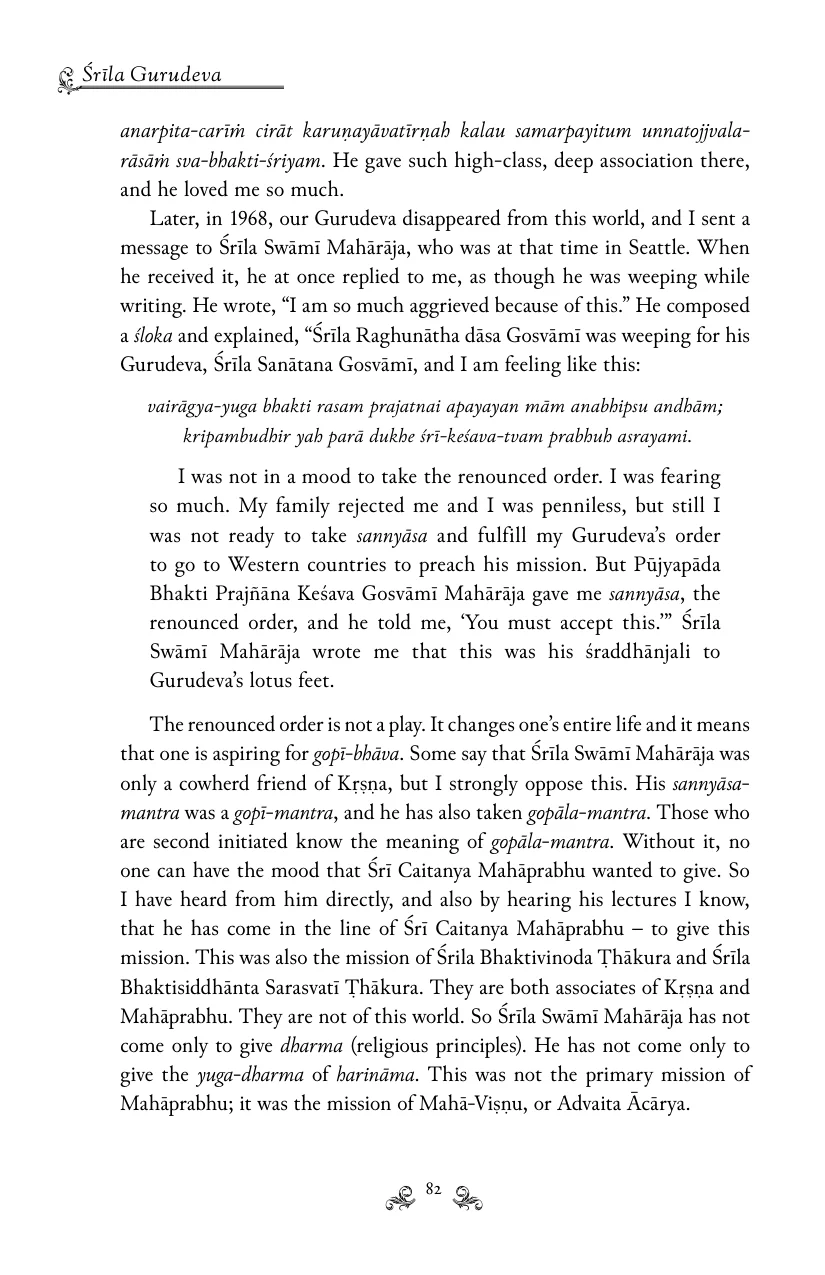 Śrīla Gurudeva
anarpita-carīṁ cirāt karuṇayāvatīrṇah kalau samarpayitum unnatojjvala-
rāsāṁ sva-bhakti-śriyam. He gave such high-class, deep association there,
and he loved me so much.
Later, in 1968, our Gurudeva disappeared from this world, and I sent a
message to Śrīla Swāmī Mahārāja, who was at that time in Seattle. When
he received it, he at once replied to me, as though he was weeping while
writing. He wrote, “I am so much aggrieved because of this.” He composed
a śloka and explained, “Śrīla Raghunātha dāsa Gosvāmī was weeping for his
Gurudeva, Śrīla Sanātana Gosvāmī, and I am feeling like this:
vairāgya-yuga bhakti rasam prajatnai apayayan mām anabhipsu andhām;
kripambudhir yah parā dukhe śrī-keśava-tvam prabhuh asrayami.
I was not in a mood to take the renounced order. I was fearing
so much. My family rejected me and I was penniless, but still I
was not ready to take sannyāsa and fulfill my Gurudeva’s order
to go to Western countries to preach his mission. But Pūjyapāda
Bhakti Prajñāna Keśava Gosvāmī Mahārāja gave me sannyāsa, the
renounced order, and he told me, ‘You must accept this.’” Śrīla
Swāmī Mahārāja wrote me that this was his śraddhānjali to
Gurudeva’s lotus feet.
The renounced order is not a play. It changes one’s entire life and it means
that one is aspiring for gopī-bhāva. Some say that Śrīla Swāmī Mahārāja was
only a cowherd friend of Kṛṣṇa, but I strongly oppose this. His sannyāsa-
mantra was a gopī-mantra, and he has also taken gopāla-mantra. Those who
are second initiated know the meaning of gopāla-mantra. Without it, no
one can have the mood that Śrī Caitanya Mahāprabhu wanted to give. So
I have heard from him directly, and also by hearing his lectures I know,
that he has come in the line of Śrī Caitanya Mahāprabhu – to give this
mission. This was also the mission of Śrila Bhaktivinoda Ṭhākura and Śrīla
Bhaktisiddhānta Sarasvatī Ṭhākura. They are both associates of Kṛṣṇa and
Mahāprabhu. They are not of this world. So Śrīla Swāmī Mahārāja has not
come only to give dharma (religious principles). He has not come only to
give the yuga-dharma of harināma. This was not the primary mission of
Mahāprabhu; it was the mission of Mahā-Viṣṇu, or Advaita Ācārya.
82